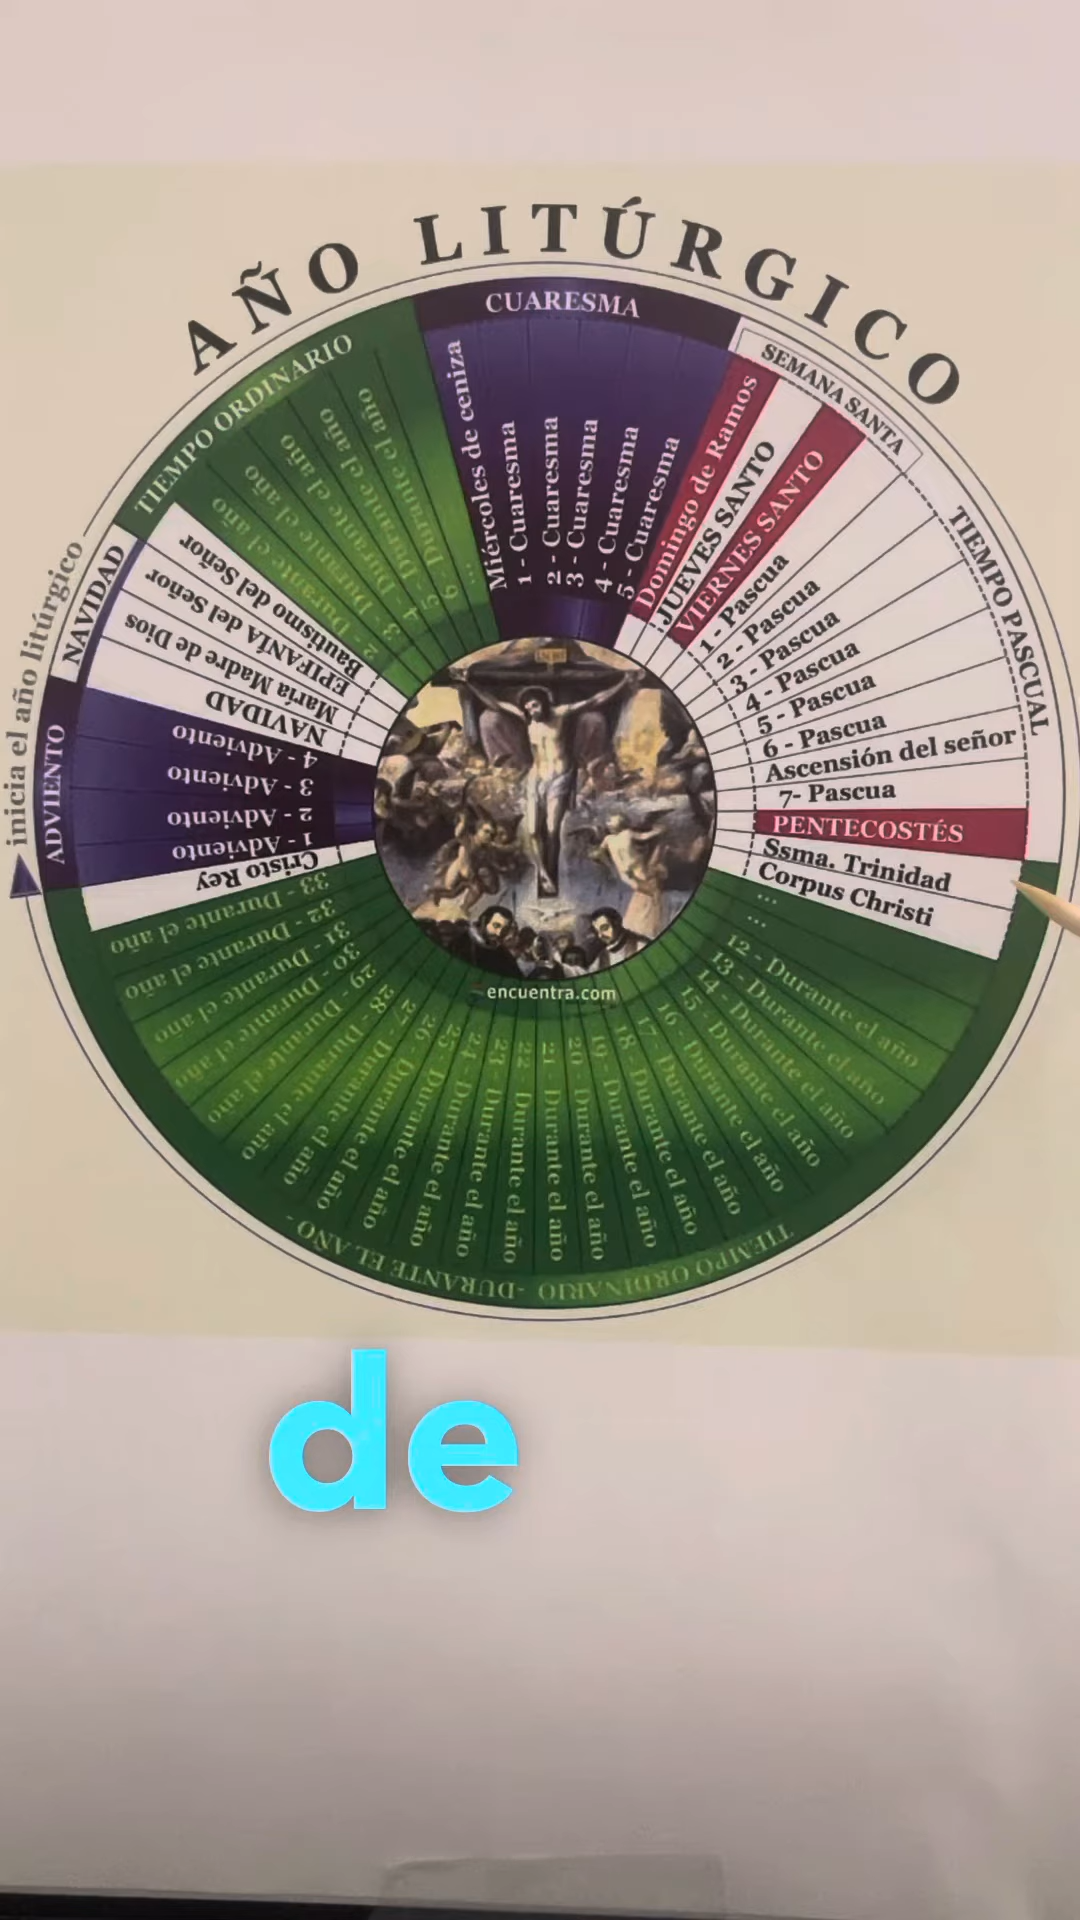 AÑO LITÚRGICO
inicia el año litúrgico
ADVIENTO
1 - Adviento
2 - Adviento
3 - Adviento
4 - Adviento
NAVIDAD
NAVIDAD
María Madre de Dios
EPIFANÍA del Señor
Bautismo del Señor
TIEMPO ORDINARIO
2 - Durante el año
3 - Durante el año
4 - Durante el año
5 - Durante el año
6 - Durante el año
...
CUARESMA
Miércoles de ceniza
1 - Cuaresma
2 - Cuaresma
3 - Cuaresma
4 - Cuaresma
5 - Cuaresma
SEMANA SANTA
Domingo de Ramos
JUEVES SANTO
VIERNES SANTO
TIEMPO PASCUAL
1 - Pascua
2 - Pascua
3 - Pascua
4 - Pascua
5 - Pascua
6 - Pascua
Ascensión del señor
7- Pascua
PENTECOSTÉS
Ssma. Trinidad
Corpus Christi
...
...
12 - Durante el año
13 - Durante el año
14 - Durante el año
15 - Durante el año
16 - Durante el año
17 - Durante el año
18 - Durante el año
19 - Durante el año
20 - Durante el año
21 - Durante el año
22 - Durante el año
23 - Durante el año
24 - Durante el año
25 - Durante el año
26 - Durante el año
27 - Durante el año
28 - Durante el año
29 - Durante el año
30 - Durante el año
31 - Durante el año
32 - Durante el año
33 - Durante el año
Cristo Rey
TIEMPO ORDINARIO -DURANTE EL AÑO -
encuentra.com
de